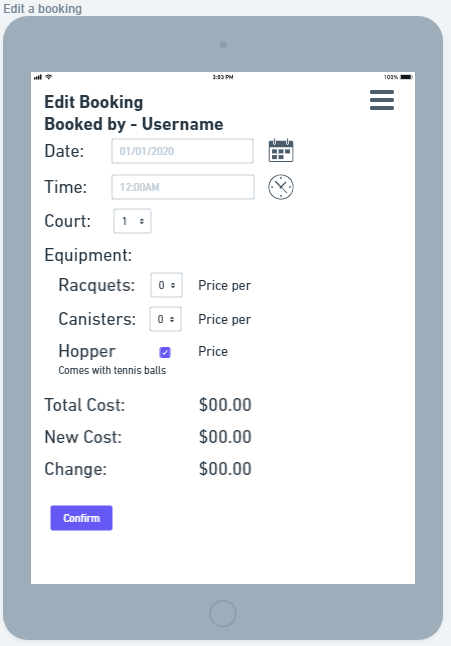 Edit a booking
3:03 PM 100%
Edit Booking
Booked by - Username
Date: 01/01/2020
Time: 12:00AM
Court: 1
Equipment:
Racquets: 0 Price per
Canisters: 0 Price per
Hopper Price
Comes with tennis balls
Total Cost: $00.00
New Cost: $00.00
Change: $00.00
Confirm